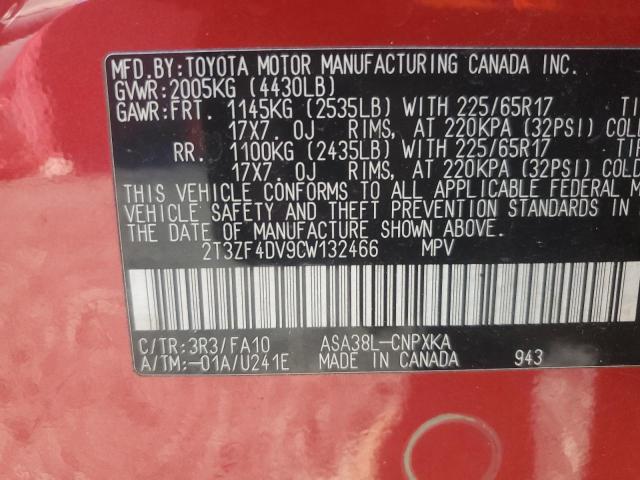 MFD.BY:TOYOTA MOTOR MANUFACTURING CANADA INC.
GVWR:2005KG (4430LB)
GAWR:FRT. 1145KG (2535LB) WITH 225/65R17
17X7.0J RIMS, AT 220KPA (32PSI) COLD
RR. 1100KG (2435LB) WITH 225/65R17
17X7.0J RIMS, AT 220KPA (32PSI) COLD
THIS VEHICLE CONFORMS TO ALL APPLICABLE FEDERAL
VEHICLE SAFETY AND THEFT PREVENTION STANDARDS
THE DATE OF MANUFACTURE SHOWN ABOVE.
2T3ZF4DV9CW132466 MPV
C/TR:3R3/FA10 ASA38L-CNPXKA
A/TM:-01A/U241E MADE IN CANADA 943